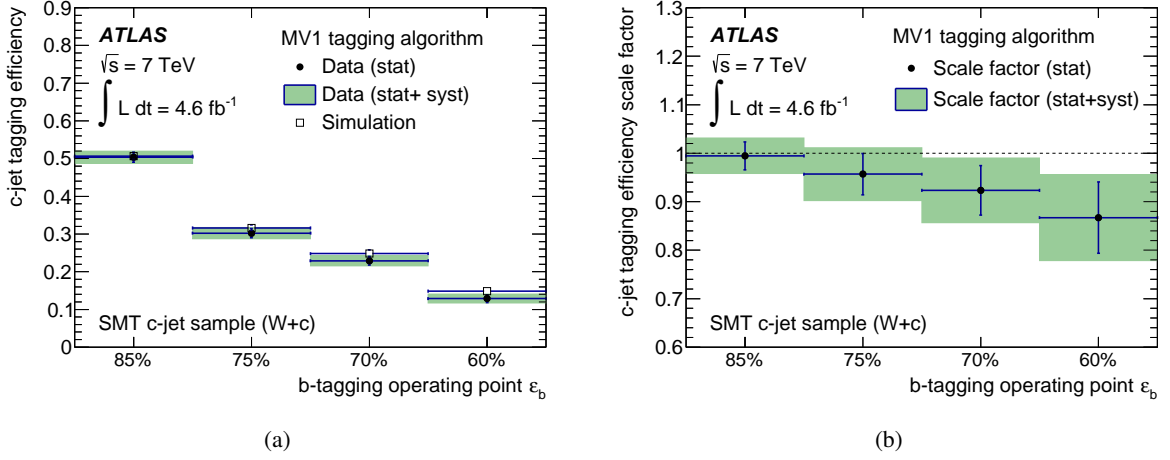 c-jet tagging efficiency
0.9
0.8
0.7
0.6
0.5
0.4
0.3
0.2
0.1
0
ATLAS
√s = 7 TeV
∫ L dt = 4.6 fb⁻¹
MV1 tagging algorithm
Data (stat)
Data (stat+ syst)
Simulation
SMT c-jet sample (W+c)
85% 75% 70% 60%
b-tagging operating point ε_b
(a)
c-jet tagging efficiency scale factor
1.3
1.2
1.1
1
0.9
0.8
0.7
0.6
ATLAS
√s = 7 TeV
∫ L dt = 4.6 fb⁻¹
MV1 tagging algorithm
Scale factor (stat)
Scale factor (stat+syst)
SMT c-jet sample (W+c)
85% 75% 70% 60%
b-tagging operating point ε_b
(b)